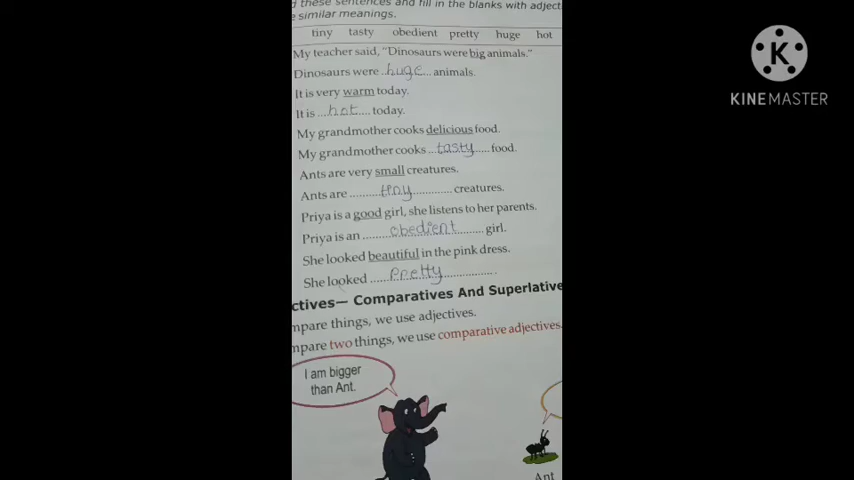 these sentences and fill in the blanks with adject
similar meanings.
tiny tasty obedient pretty huge hot
My teacher said, "Dinosaurs were big animals."
Dinosaurs were ..huge... animals.
It is very warm today.
It is ....hot.... today.
My grandmother cooks delicious food.
My grandmother cooks ...tasty..... food.
Ants are very small creatures.
Ants are ..........tiny............. creatures.
Priya is a good girl, she listens to her parents.
Priya is an .........obedient......... girl.
She looked beautiful in the pink dress.
She looked .....Pretty.................
ctives— Comparatives And Superlative
mpare things, we use adjectives.
mpare two things, we use comparative adjectives.
I am bigger
than Ant.
Ant
K
KINEMASTER